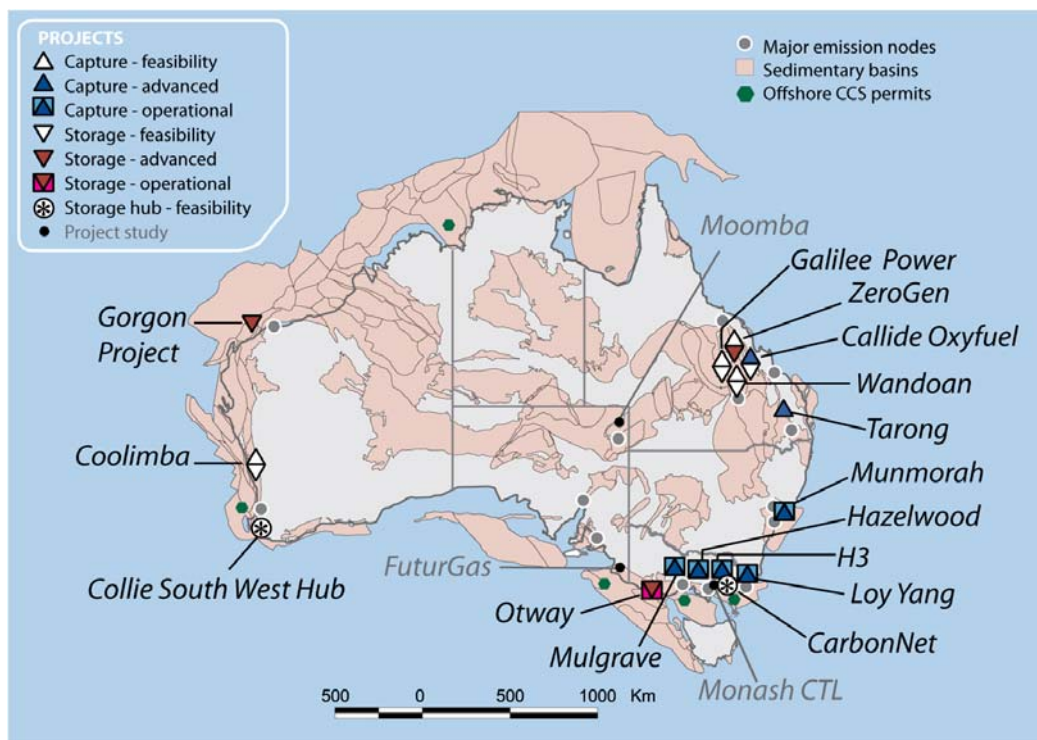 PROJECTS
Capture - feasibility
Capture - advanced
Capture - operational
Storage - feasibility
Storage - advanced
Storage - operational
Storage hub - feasibility
Project study
Major emission nodes
Sedimentary basins
Offshore CCS permits
Moomba
Galilee Power
ZeroGen
Callide Oxyfuel
Wandoan
Tarong
Gorgon
Project
Coolimba
Munmorah
Hazelwood
H3
Loy Yang
Collie South West Hub
FuturGas
Otway
Mulgrave
CarbonNet
Monash CTL
500 0 500 1000 Km